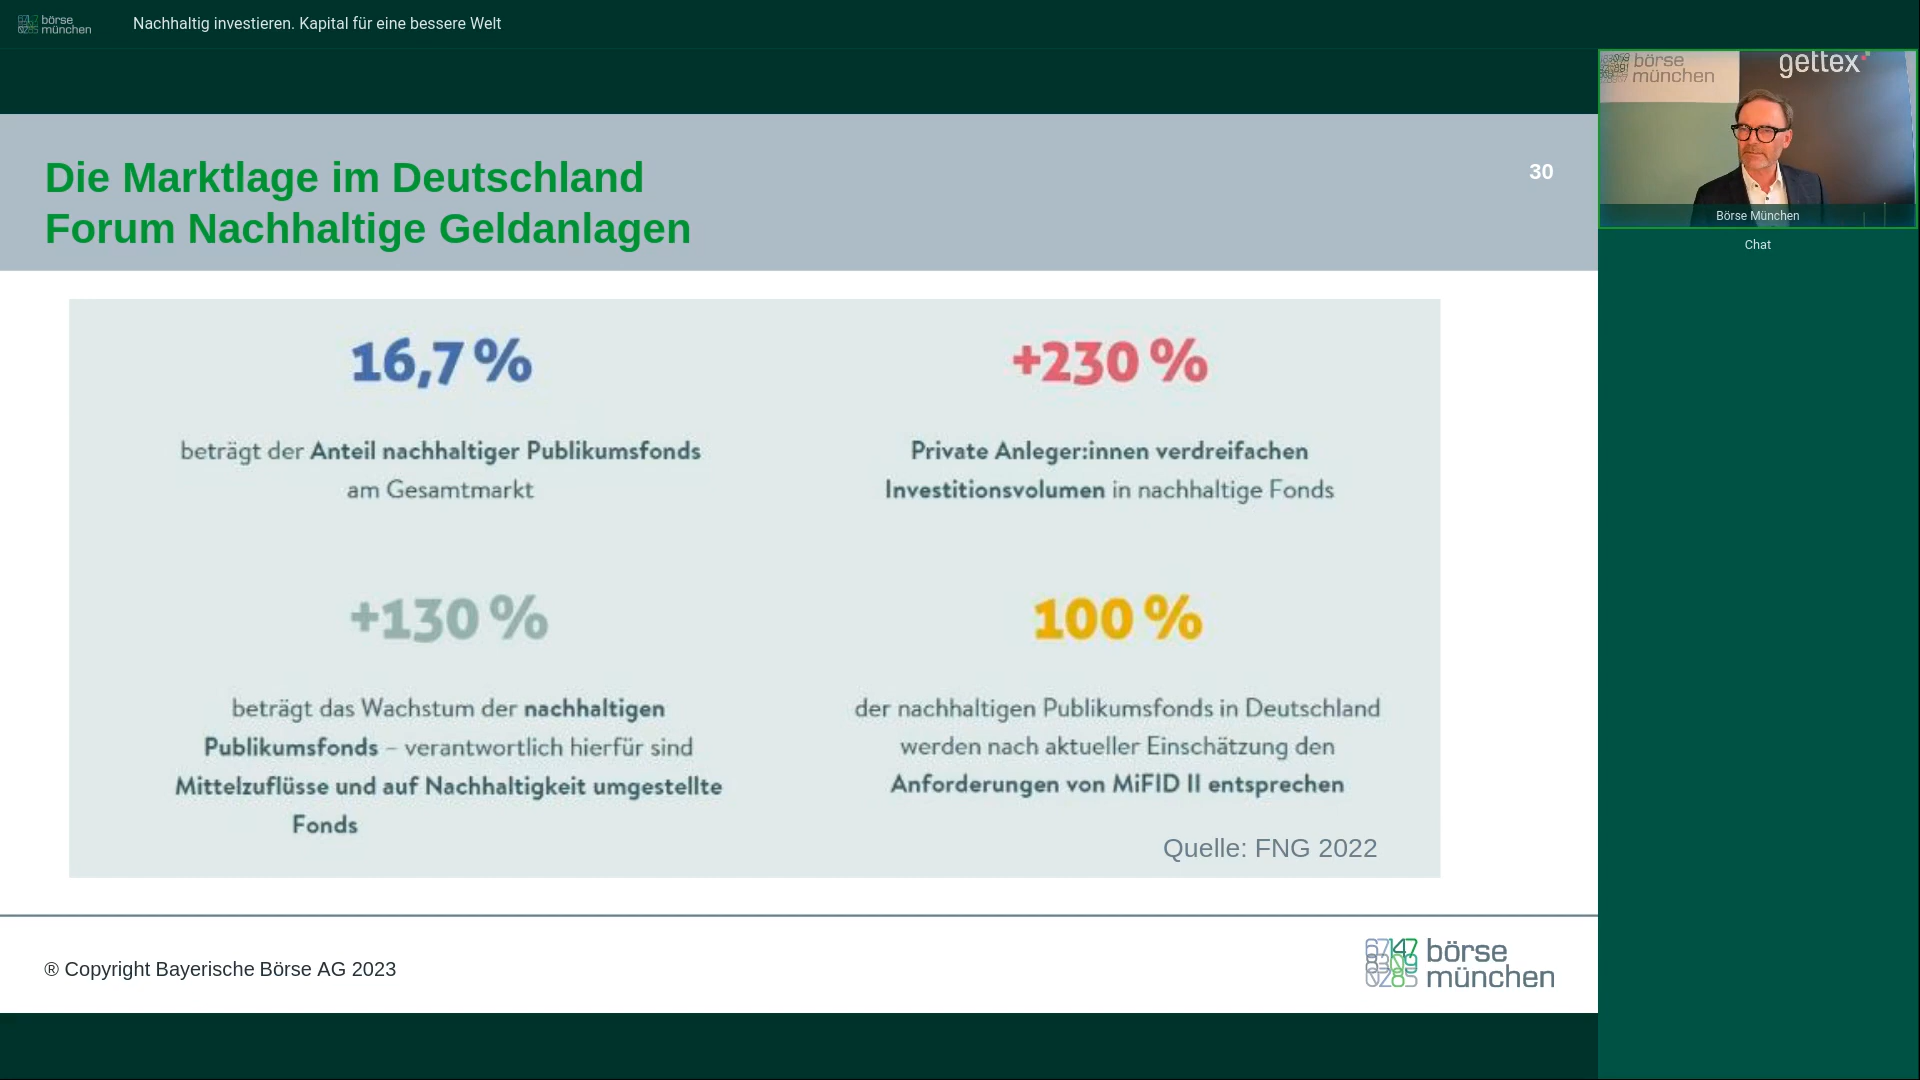 börse
münchen
Nachhaltig investieren. Kapital für eine bessere Welt
Die Marktlage im Deutschland
Forum Nachhaltige Geldanlagen
30
16,7 %
beträgt der Anteil nachhaltiger Publikumsfonds
am Gesamtmarkt
+230 %
Private Anleger:innen verdreifachen
Investitionsvolumen in nachhaltige Fonds
+130 %
beträgt das Wachstum der nachhaltigen
Publikumsfonds – verantwortlich hierfür sind
Mittelzuflüsse und auf Nachhaltigkeit umgestellte
Fonds
100 %
der nachhaltigen Publikumsfonds in Deutschland
werden nach aktueller Einschätzung den
Anforderungen von MiFID II entsprechen
Quelle: FNG 2022
® Copyright Bayerische Börse AG 2023
börse
münchen
börse
münchen
gettex
Börse München
Chat